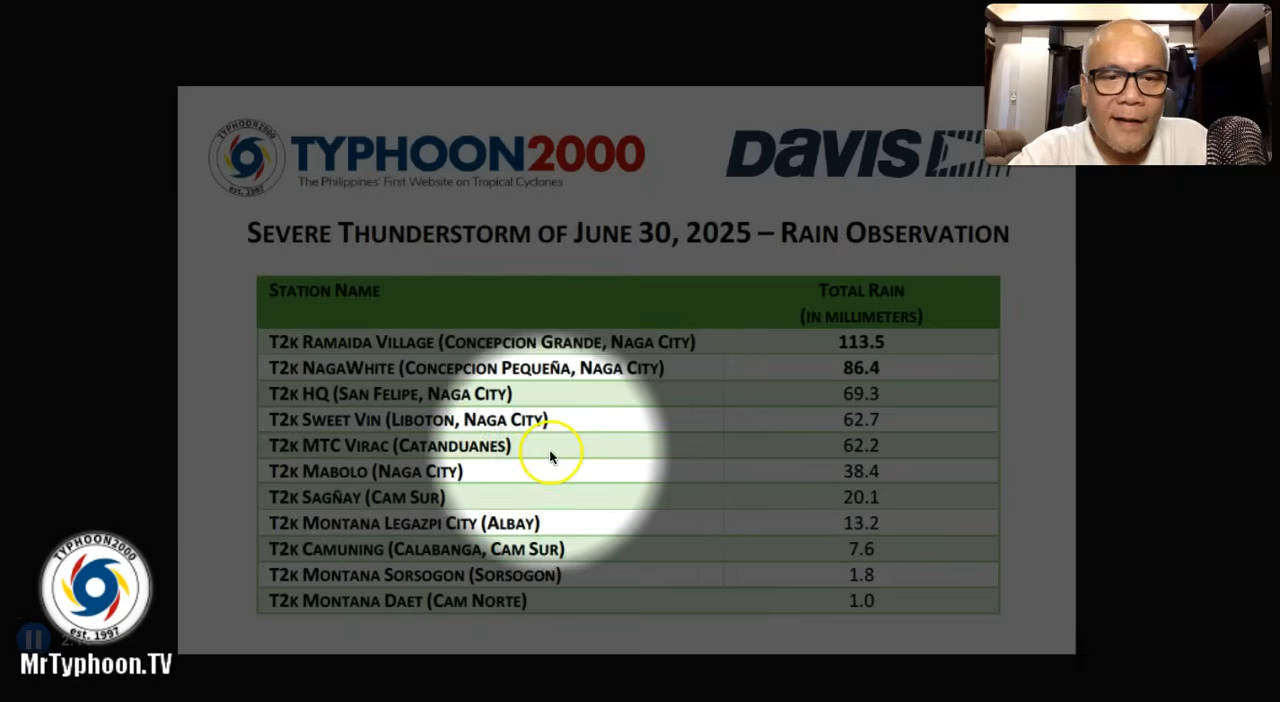 TYPHOON2000
est. 1997
TYPHOON2000
The Philippines' First Website on Tropical Cyclones
DAVIS
SEVERE THUNDERSTORM OF JUNE 30, 2025 – RAIN OBSERVATION
STATION NAME TOTAL RAIN
(IN MILLIMETERS)
T2K RAMAIDA VILLAGE (CONCEPCION GRANDE, NAGA CITY) 113.5
T2K NAGAWHITE (CONCEPCION PEQUEÑA, NAGA CITY) 86.4
T2K HQ (SAN FELIPE, NAGA CITY) 69.3
T2K SWEET VIN (LIBOTON, NAGA CITY) 62.7
T2K MTC VIRAC (CATANDUANES) 62.2
T2K MABOLO (NAGA CITY) 38.4
T2K SAGÑAY (CAM SUR) 20.1
T2K MONTANA LEGAZPI CITY (ALBAY) 13.2
T2K CAMUNING (CALABANGA, CAM SUR) 7.6
T2K MONTANA SORSOGON (SORSOGON) 1.8
T2K MONTANA DAET (CAM NORTE) 1.0
TYPHOON2000
est. 1997
MrTyphoon.TV